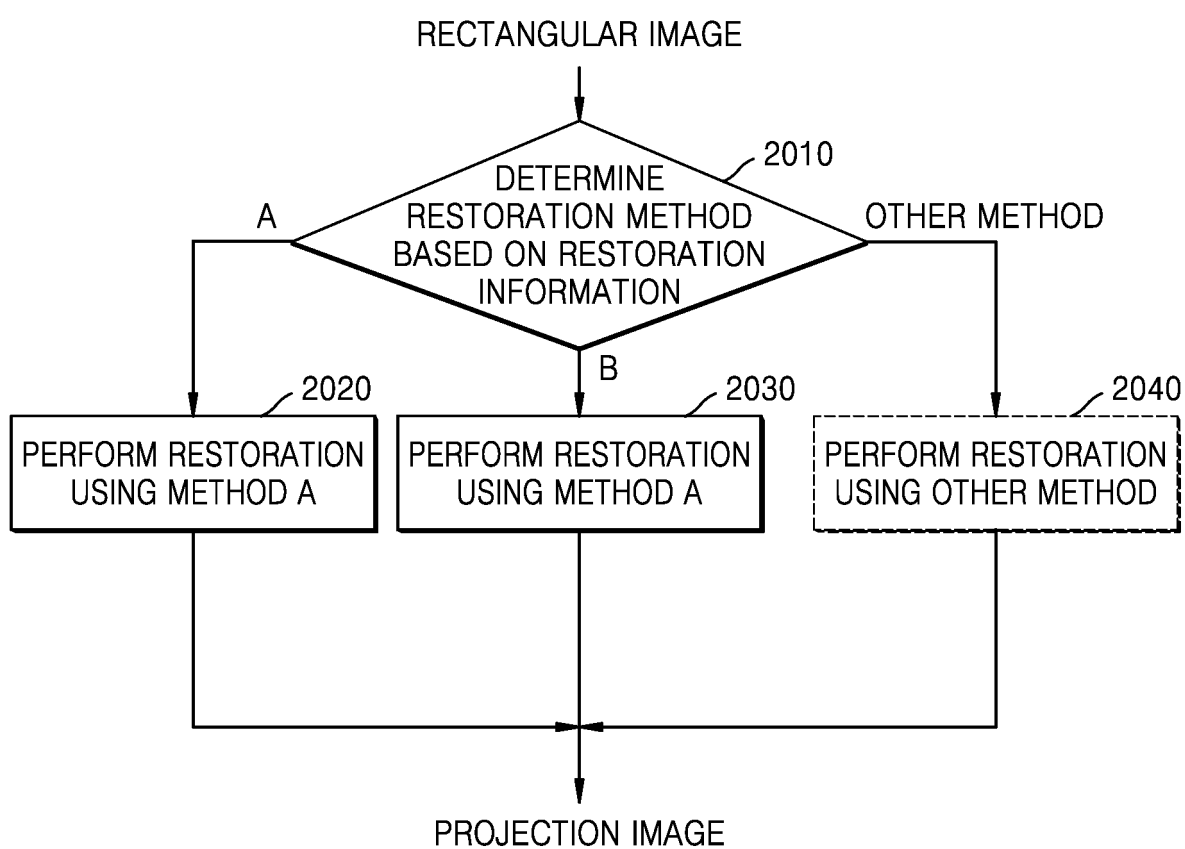 RECTANGULAR IMAGE
2010
DETERMINE
RESTORATION METHOD
BASED ON RESTORATION
INFORMATION
A
OTHER METHOD
B
2020
PERFORM RESTORATION
USING METHOD A
2030
PERFORM RESTORATION
USING METHOD A
2040
PERFORM RESTORATION
USING OTHER METHOD
PROJECTION IMAGE